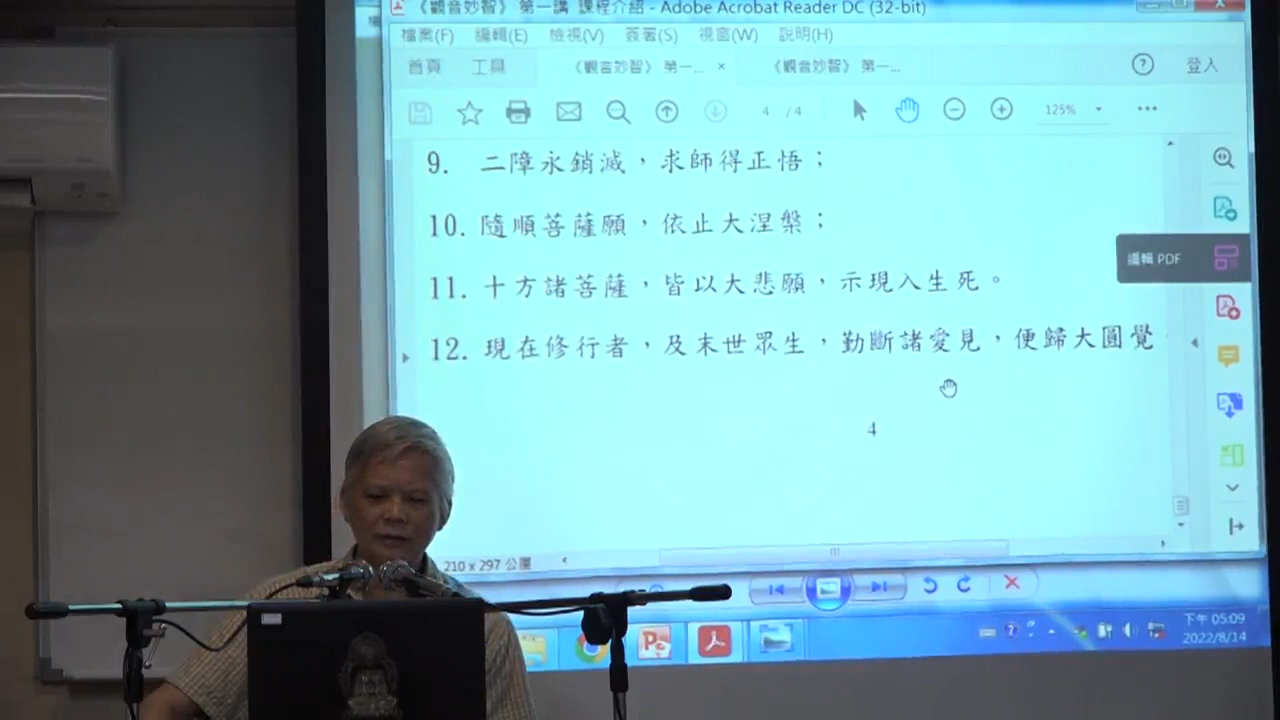 《觀音妙智》 第一講 課程介紹 - Adobe Acrobat Reader DC (32-bit)
檔案(F) 編輯(E) 檢視(V) 簽署(S) 視窗(W) 說明(H)
首頁 工具 《觀音妙智》 第一... × 《觀音妙智》 第一... 登入
4 / 4 125%
9. 二障永銷滅，求師得正悟；
10. 隨順菩薩願，依止大涅槃；
編輯 PDF
11. 十方諸菩薩，皆以大悲願，示現入生死。
12. 現在修行者，及末世眾生，勤斷諸愛見，便歸大圓覺
4
210 x 297 公釐
下午 05:09
2022/8/14